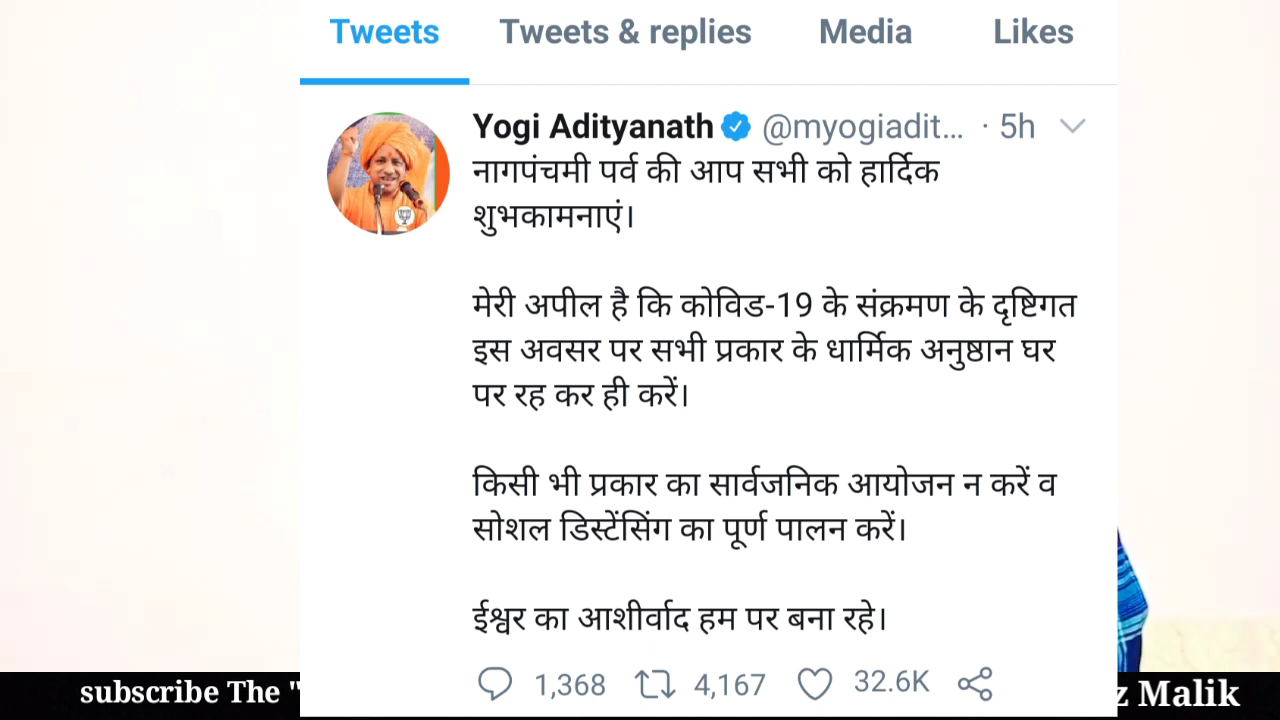 Tweets Tweets & replies Media Likes
Yogi Adityanath @myogiadit... · 5h
नागपंचमी पर्व की आप सभी को हार्दिक
शुभकामनाएं।
मेरी अपील है कि कोविड-19 के संक्रमण के दृष्टिगत
इस अवसर पर सभी प्रकार के धार्मिक अनुष्ठान घर
पर रह कर ही करें।
किसी भी प्रकार का सार्वजनिक आयोजन न करें व
सोशल डिस्टेंसिंग का पूर्ण पालन करें।
ईश्वर का आशीर्वाद हम पर बना रहे।
1,368 4,167 32.6K
subscribe The " z Malik